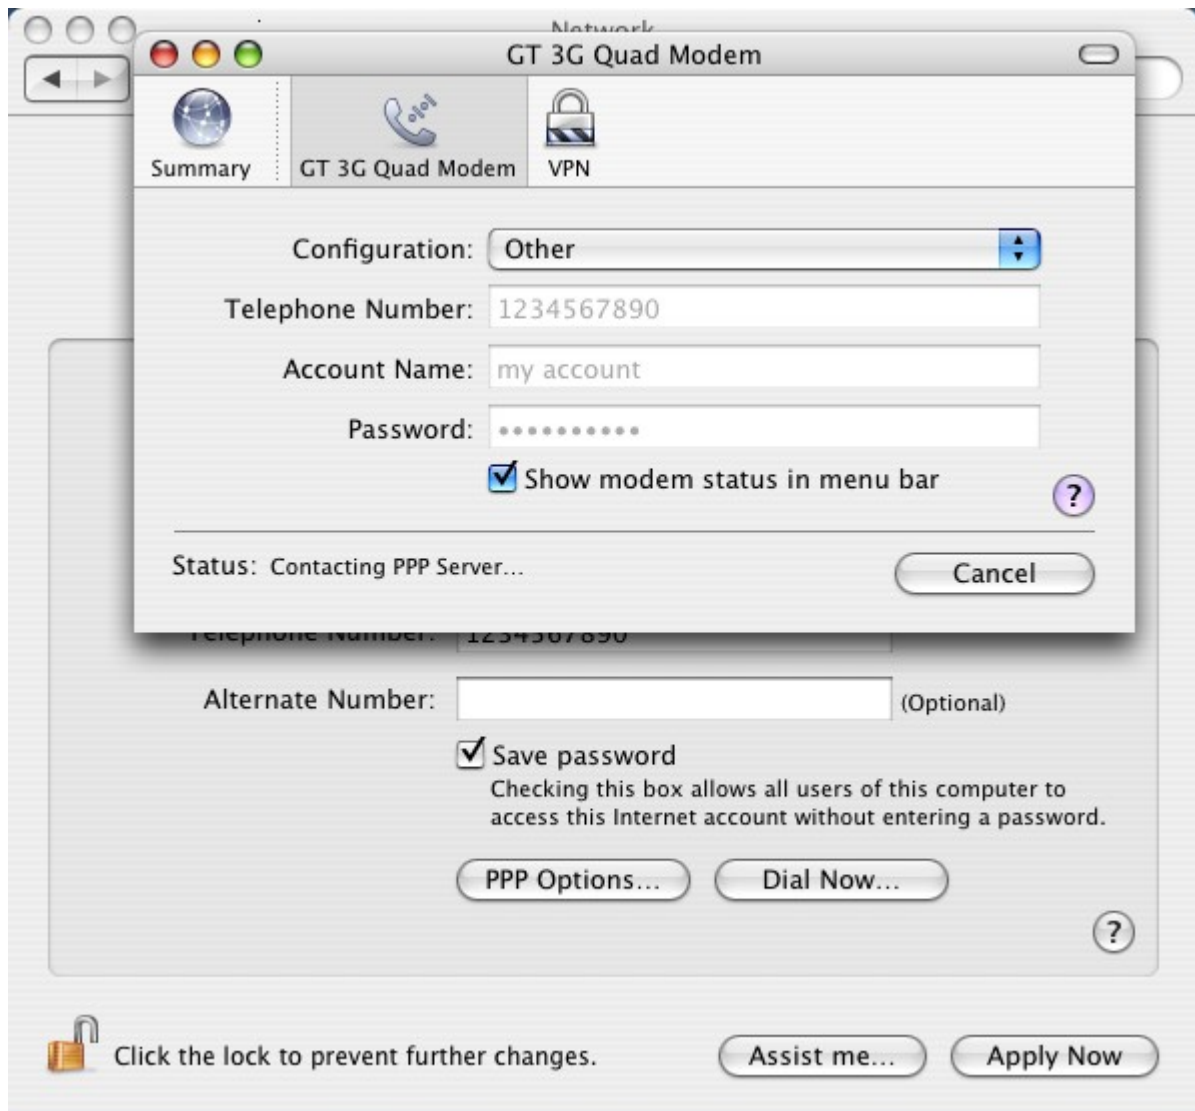 Network
GT 3G Quad Modem
Summary
GT 3G Quad Modem
VPN
Configuration: Other
Telephone Number: 1234567890
Account Name: my account
Password: ••••••••••
Show modem status in menu bar
?
Status: Contacting PPP Server...
Cancel
Telephone Number: 1234567890
Alternate Number:
(Optional)
Save password
Checking this box allows all users of this computer to
access this Internet account without entering a password.
PPP Options...
Dial Now...
?
Click the lock to prevent further changes.
Assist me...
Apply Now